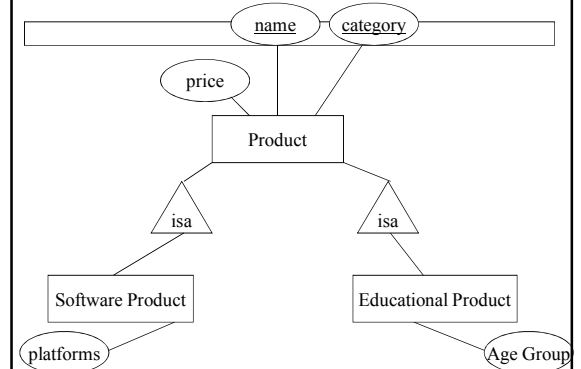 name category
price
Product
isa isa
Software Product Educational Product
platforms Age Group